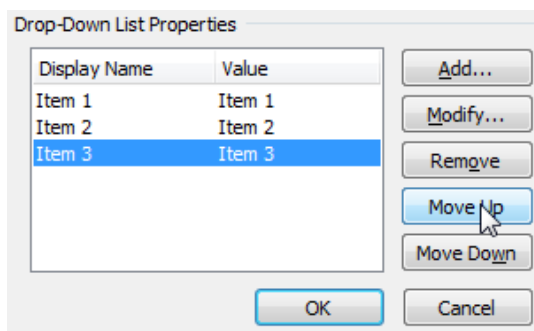 Drop-Down List Properties
Display Name Value
Add...
Item 1 Item 1
Item 2 Item 2
Modify...
Item 3 Item 3
Remove
Move Up
Move Down
OK Cancel